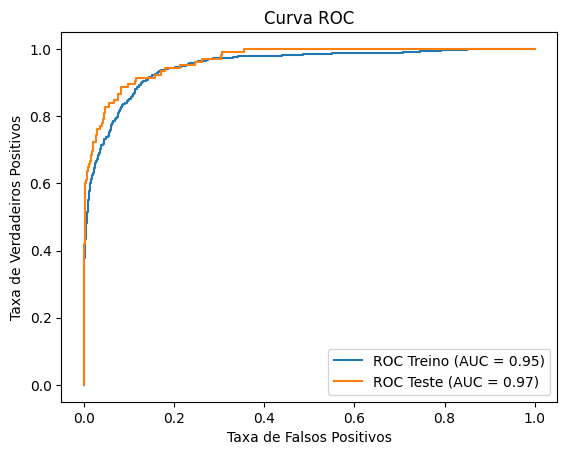 Curva ROC
Taxa de Verdadeiros Positivos
1.0
0.8
0.6
0.4
0.2
0.0
ROC Treino (AUC = 0.95)
ROC Teste (AUC = 0.97)
0.0 0.2 0.4 0.6 0.8 1.0
Taxa de Falsos Positivos